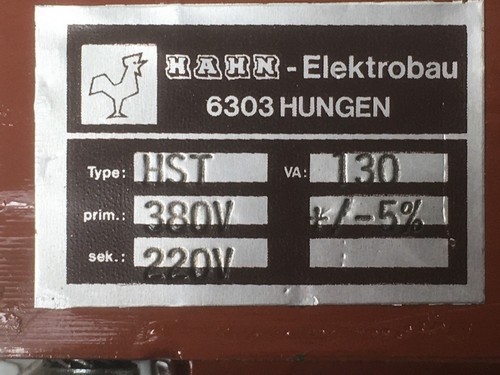 HAHN - Elektrobau
6303 HUNGEN
Type: HST VA: 130
prim.: 380V +/-5%
sek.: 220V